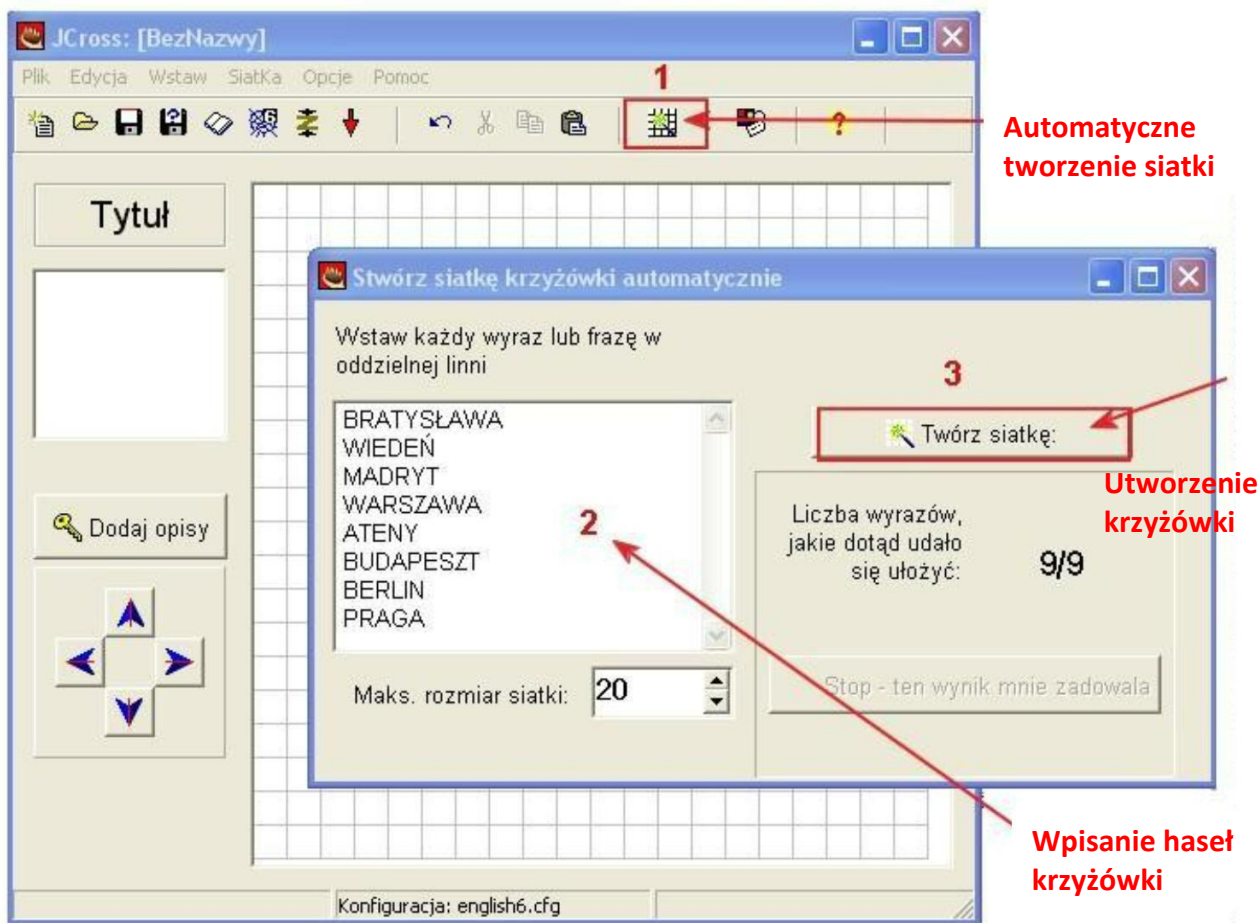 JCross: [BezNazwy]
Plik Edycja Wstaw SiatKa Opcje Pomoc
1
Automatyczne
tworzenie siatki
Tytuł
Stwórz siatkę krzyżówki automatycznie
Wstaw każdy wyraz lub frazę w
oddzielnej linni
3
BRATYSŁAWA
WIEDEŃ
MADRYT
WARSZAWA
ATENY
BUDAPESZT
BERLIN
PRAGA
2
Twórz siatkę:
Utworzenie
krzyżówki
Dodaj opisy
Liczba wyrazów,
jakie dotąd udało
się ułożyć:
9/9
Maks. rozmiar siatki: 20
Stop - ten wynik mnie zadowala
Wpisanie haseł
krzyżówki
Konfiguracja: english6.cfg